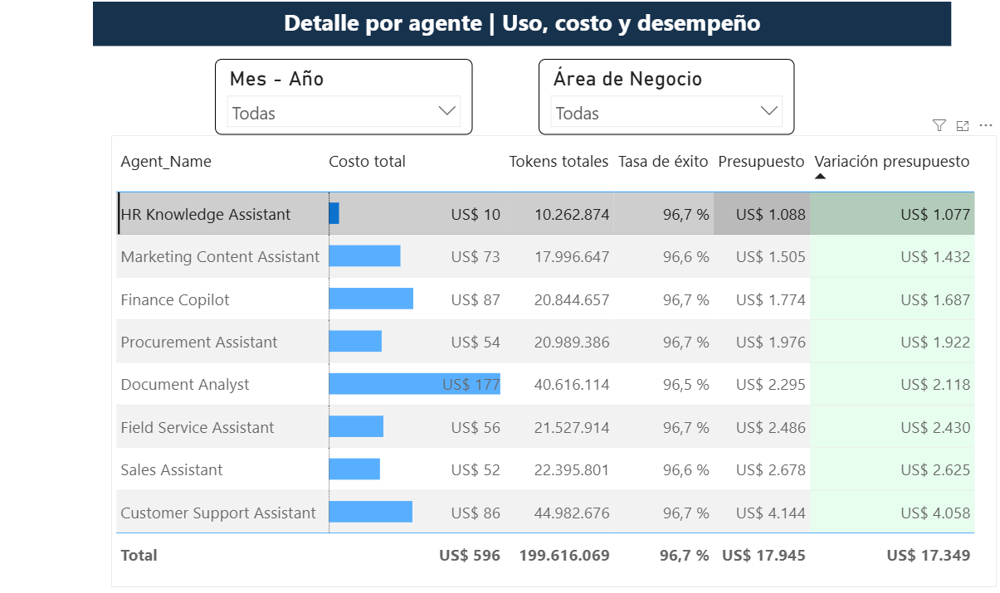 Detalle por agente | Uso, costo y desempeño
Mes - Año Área de Negocio
Todas Todas
Agent_Name Costo total Tokens totales Tasa de éxito Presupuesto Variación presupuesto
HR Knowledge Assistant US$ 10 10.262.874 96,7 % US$ 1.088 US$ 1.077
Marketing Content Assistant US$ 73 17.996.647 96,6 % US$ 1.505 US$ 1.432
Finance Copilot US$ 87 20.844.657 96,7 % US$ 1.774 US$ 1.687
Procurement Assistant US$ 54 20.989.386 96,7 % US$ 1.976 US$ 1.922
Document Analyst US$ 177 40.616.114 96,5 % US$ 2.295 US$ 2.118
Field Service Assistant US$ 56 21.527.914 96,7 % US$ 2.486 US$ 2.430
Sales Assistant US$ 52 22.395.801 96,6 % US$ 2.678 US$ 2.625
Customer Support Assistant US$ 86 44.982.676 96,7 % US$ 4.144 US$ 4.058
Total US$ 596 199.616.069 96,7 % US$ 17.945 US$ 17.349